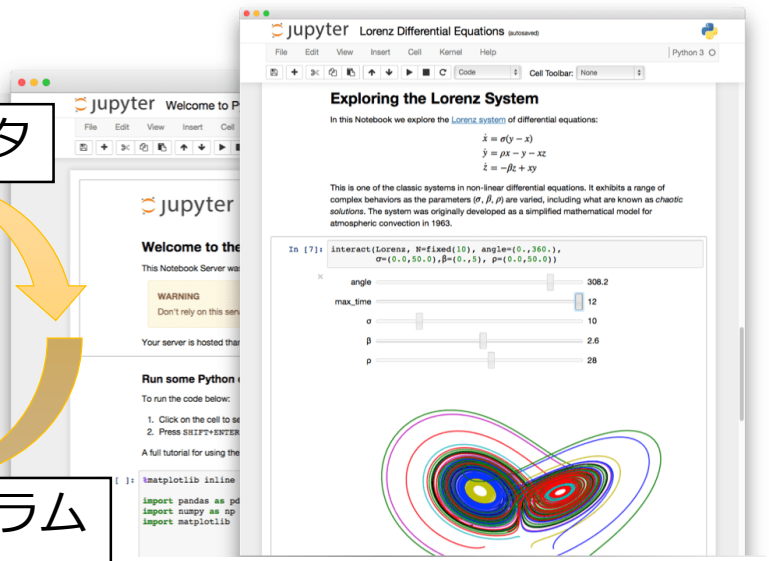 jupyter Lorenz Differential Equations (autosaved)
File Edit View Insert Cell Kernel Help
Python 3
Code
Cell Toolbar: None
Exploring the Lorenz System
In this Notebook we explore the Lorenz system of differential equations:
ẋ = σ(y − x)
ẏ = ρx − y − xz
ż = −βz + xy
This is one of the classic systems in non-linear differential equations. It exhibits a range of
complex behaviors as the parameters (σ, β, ρ) are varied, including what are known as chaotic
solutions. The system was originally developed as a simplified mathematical model for
atmospheric convection in 1963.
In [7]: interact(Lorenz, N=fixed(10), angle=(0.,360.),
σ=(0.0,50.0),β=(0.,5), ρ=(0.0,50.0))
angle 308.2
max_time 12
σ 10
β 2.6
ρ 28
jupyter Welcome to P
File Edit View Insert Cell
タ
jupyter
Welcome to the
This Notebook Server was
WARNING
Don't rely on this serv
Your server is hosted than
Run some Python
To run the code below:
1. Click on the cell to se
2. Press SHIFT+ENTER
A full tutorial for using the
[ ]: %matplotlib inline
import pandas as pd
import numpy as np
import matplotlib
ラム